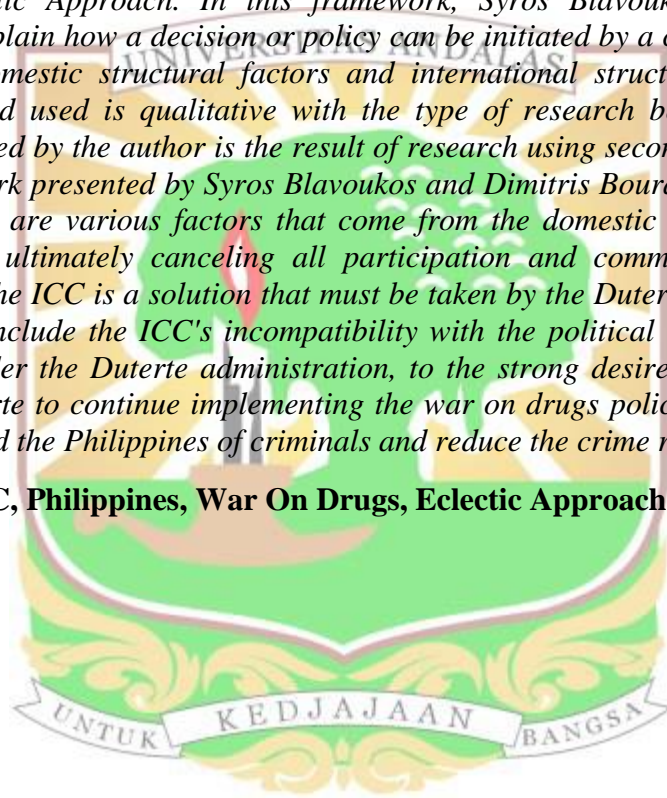 tic Approach. In this framework, Syros Blavouk
plain how a decision or policy can be initiated by a c
UNIVERSITAS ANDALAS
mestic structural factors and international struct
d used is qualitative with the type of research b
ed by the author is the result of research using secon
rk presented by Syros Blavoukos and Dimitris Boura
are various factors that come from the domestic
ultimately canceling all participation and comm
he ICC is a solution that must be taken by the Duter
nclude the ICC's incompatibility with the political
er the Duterte administration, to the strong desire
rte to continue implementing the war on drugs polic
d the Philippines of criminals and reduce the crime r
C, Philippines, War On Drugs, Eclectic Approach
UNTUK KEDJAJAAN BANGSA